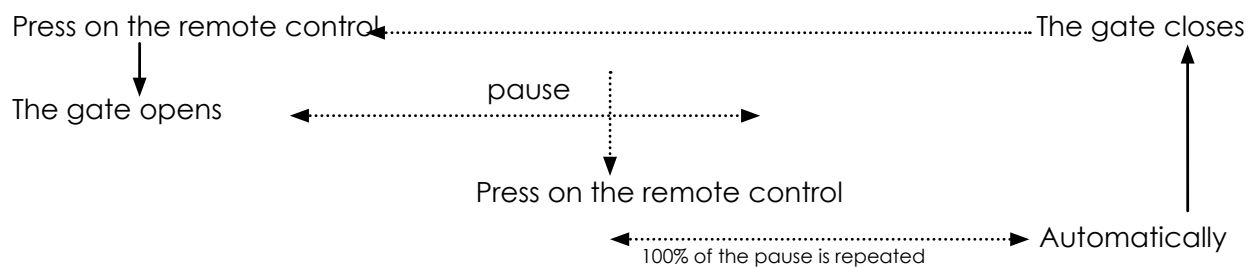 Press on the remote control
The gate closes
pause
The gate opens
Press on the remote control
Automatically
100% of the pause is repeated